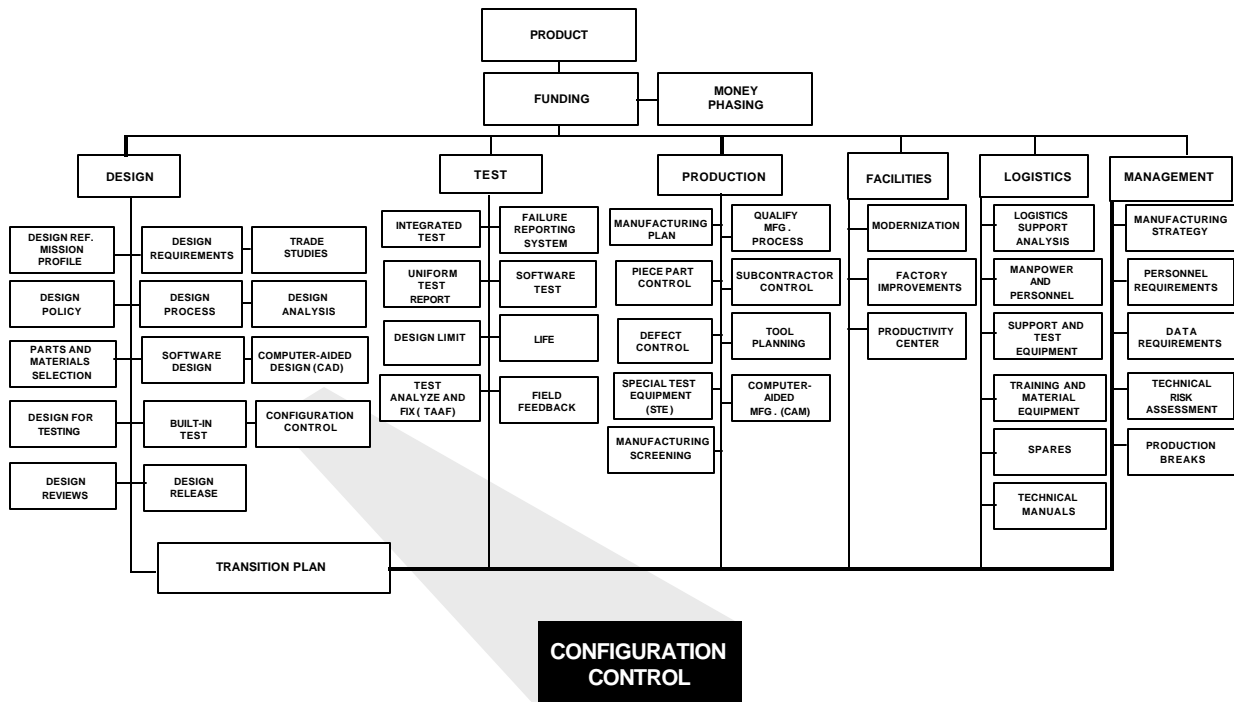 PRODUCT
FUNDING
MONEY
PHASING
DESIGN
TEST
PRODUCTION
FACILITIES
LOGISTICS
MANAGEMENT
DESIGN REF.
MISSION
PROFILE
DESIGN
REQUIREMENTS
TRADE
STUDIES
DESIGN
POLICY
DESIGN
PROCESS
DESIGN
ANALYSIS
PARTS AND
MATERIALS
SELECTION
SOFTWARE
DESIGN
COMPUTER-AIDED
DESIGN (CAD)
DESIGN FOR
TESTING
BUILT-IN
TEST
CONFIGURATION
CONTROL
DESIGN
REVIEWS
DESIGN
RELEASE
INTEGRATED
TEST
FAILURE
REPORTING
SYSTEM
UNIFORM
TEST
REPORT
SOFTWARE
TEST
DESIGN LIMIT
LIFE
TEST
ANALYZE AND
FIX ( TAAF)
FIELD
FEEDBACK
MANUFACTURING
PLAN
QUALIFY
MFG .
PROCESS
PIECE PART
CONTROL
SUBCONTRACTOR
CONTROL
DEFECT
CONTROL
TOOL
PLANNING
SPECIAL TEST
EQUIPMENT
(STE)
COMPUTER-
AIDED
MFG. (CAM)
MANUFACTURING
SCREENING
MODERNIZATION
FACTORY
IMPROVEMENTS
PRODUCTIVITY
CENTER
LOGISTICS
SUPPORT
ANALYSIS
MANPOWER
AND
PERSONNEL
SUPPORT AND
TEST
EQUIPMENT
TRAINING AND
MATERIAL
EQUIPMENT
SPARES
TECHNICAL
MANUALS
MANUFACTURING
STRATEGY
PERSONNEL
REQUIREMENTS
DATA
REQUIREMENTS
TECHNICAL
RISK
ASSESSMENT
PRODUCTION
BREAKS
TRANSITION PLAN
CONFIGURATION
CONTROL